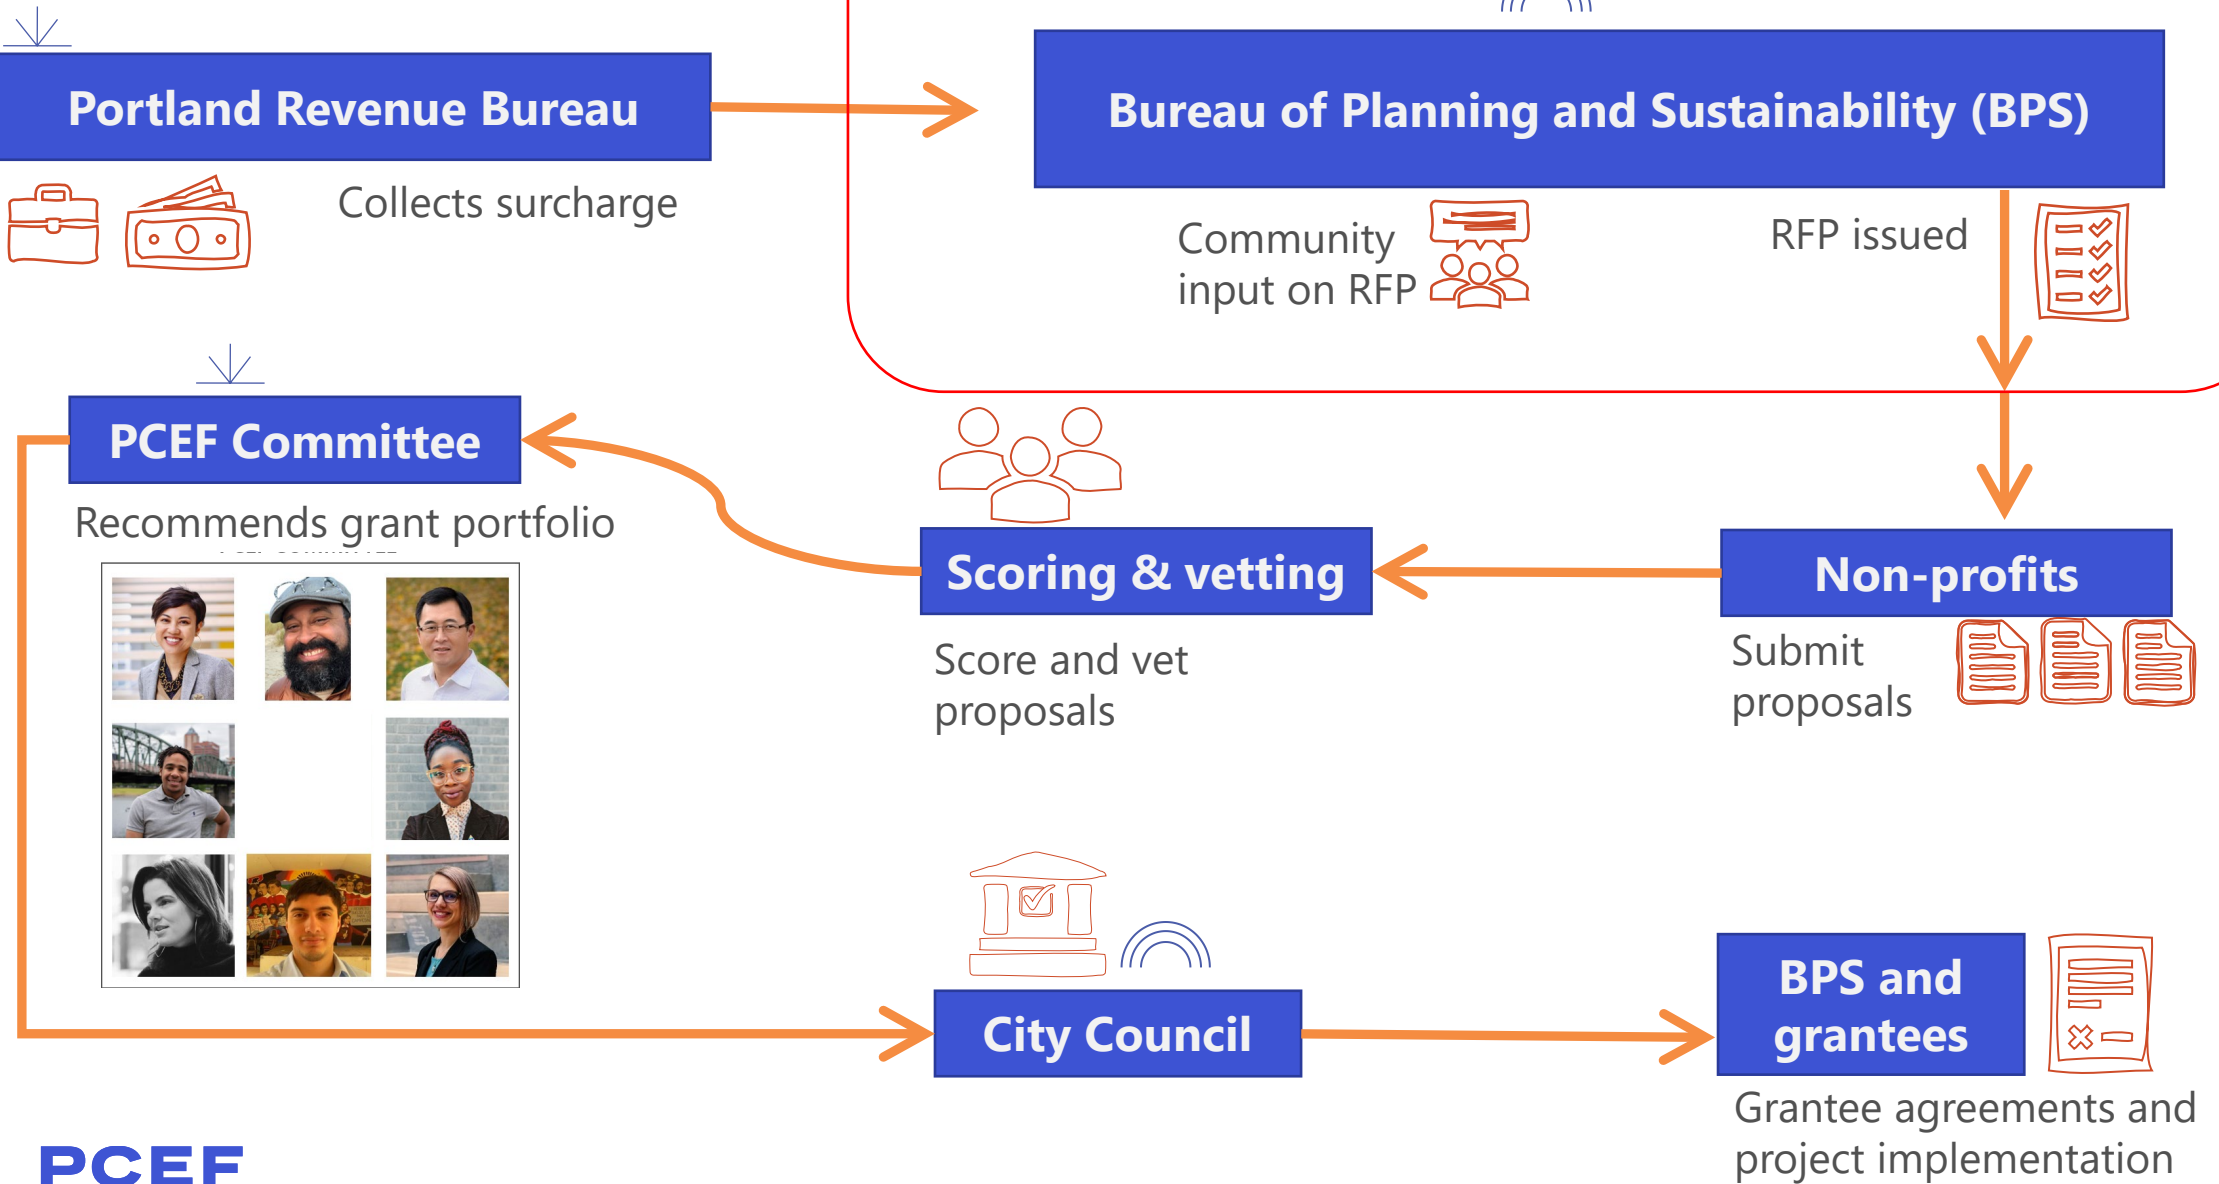 Portland Revenue Bureau
Bureau of Planning and Sustainability (BPS)
Collects surcharge
Community
input on RFP
RFP issued
PCEF Committee
Recommends grant portfolio
Scoring & vetting
Score and vet
proposals
Non-profits
Submit
proposals
City Council
BPS and
grantees
Grantee agreements and
project implementation
PCEF